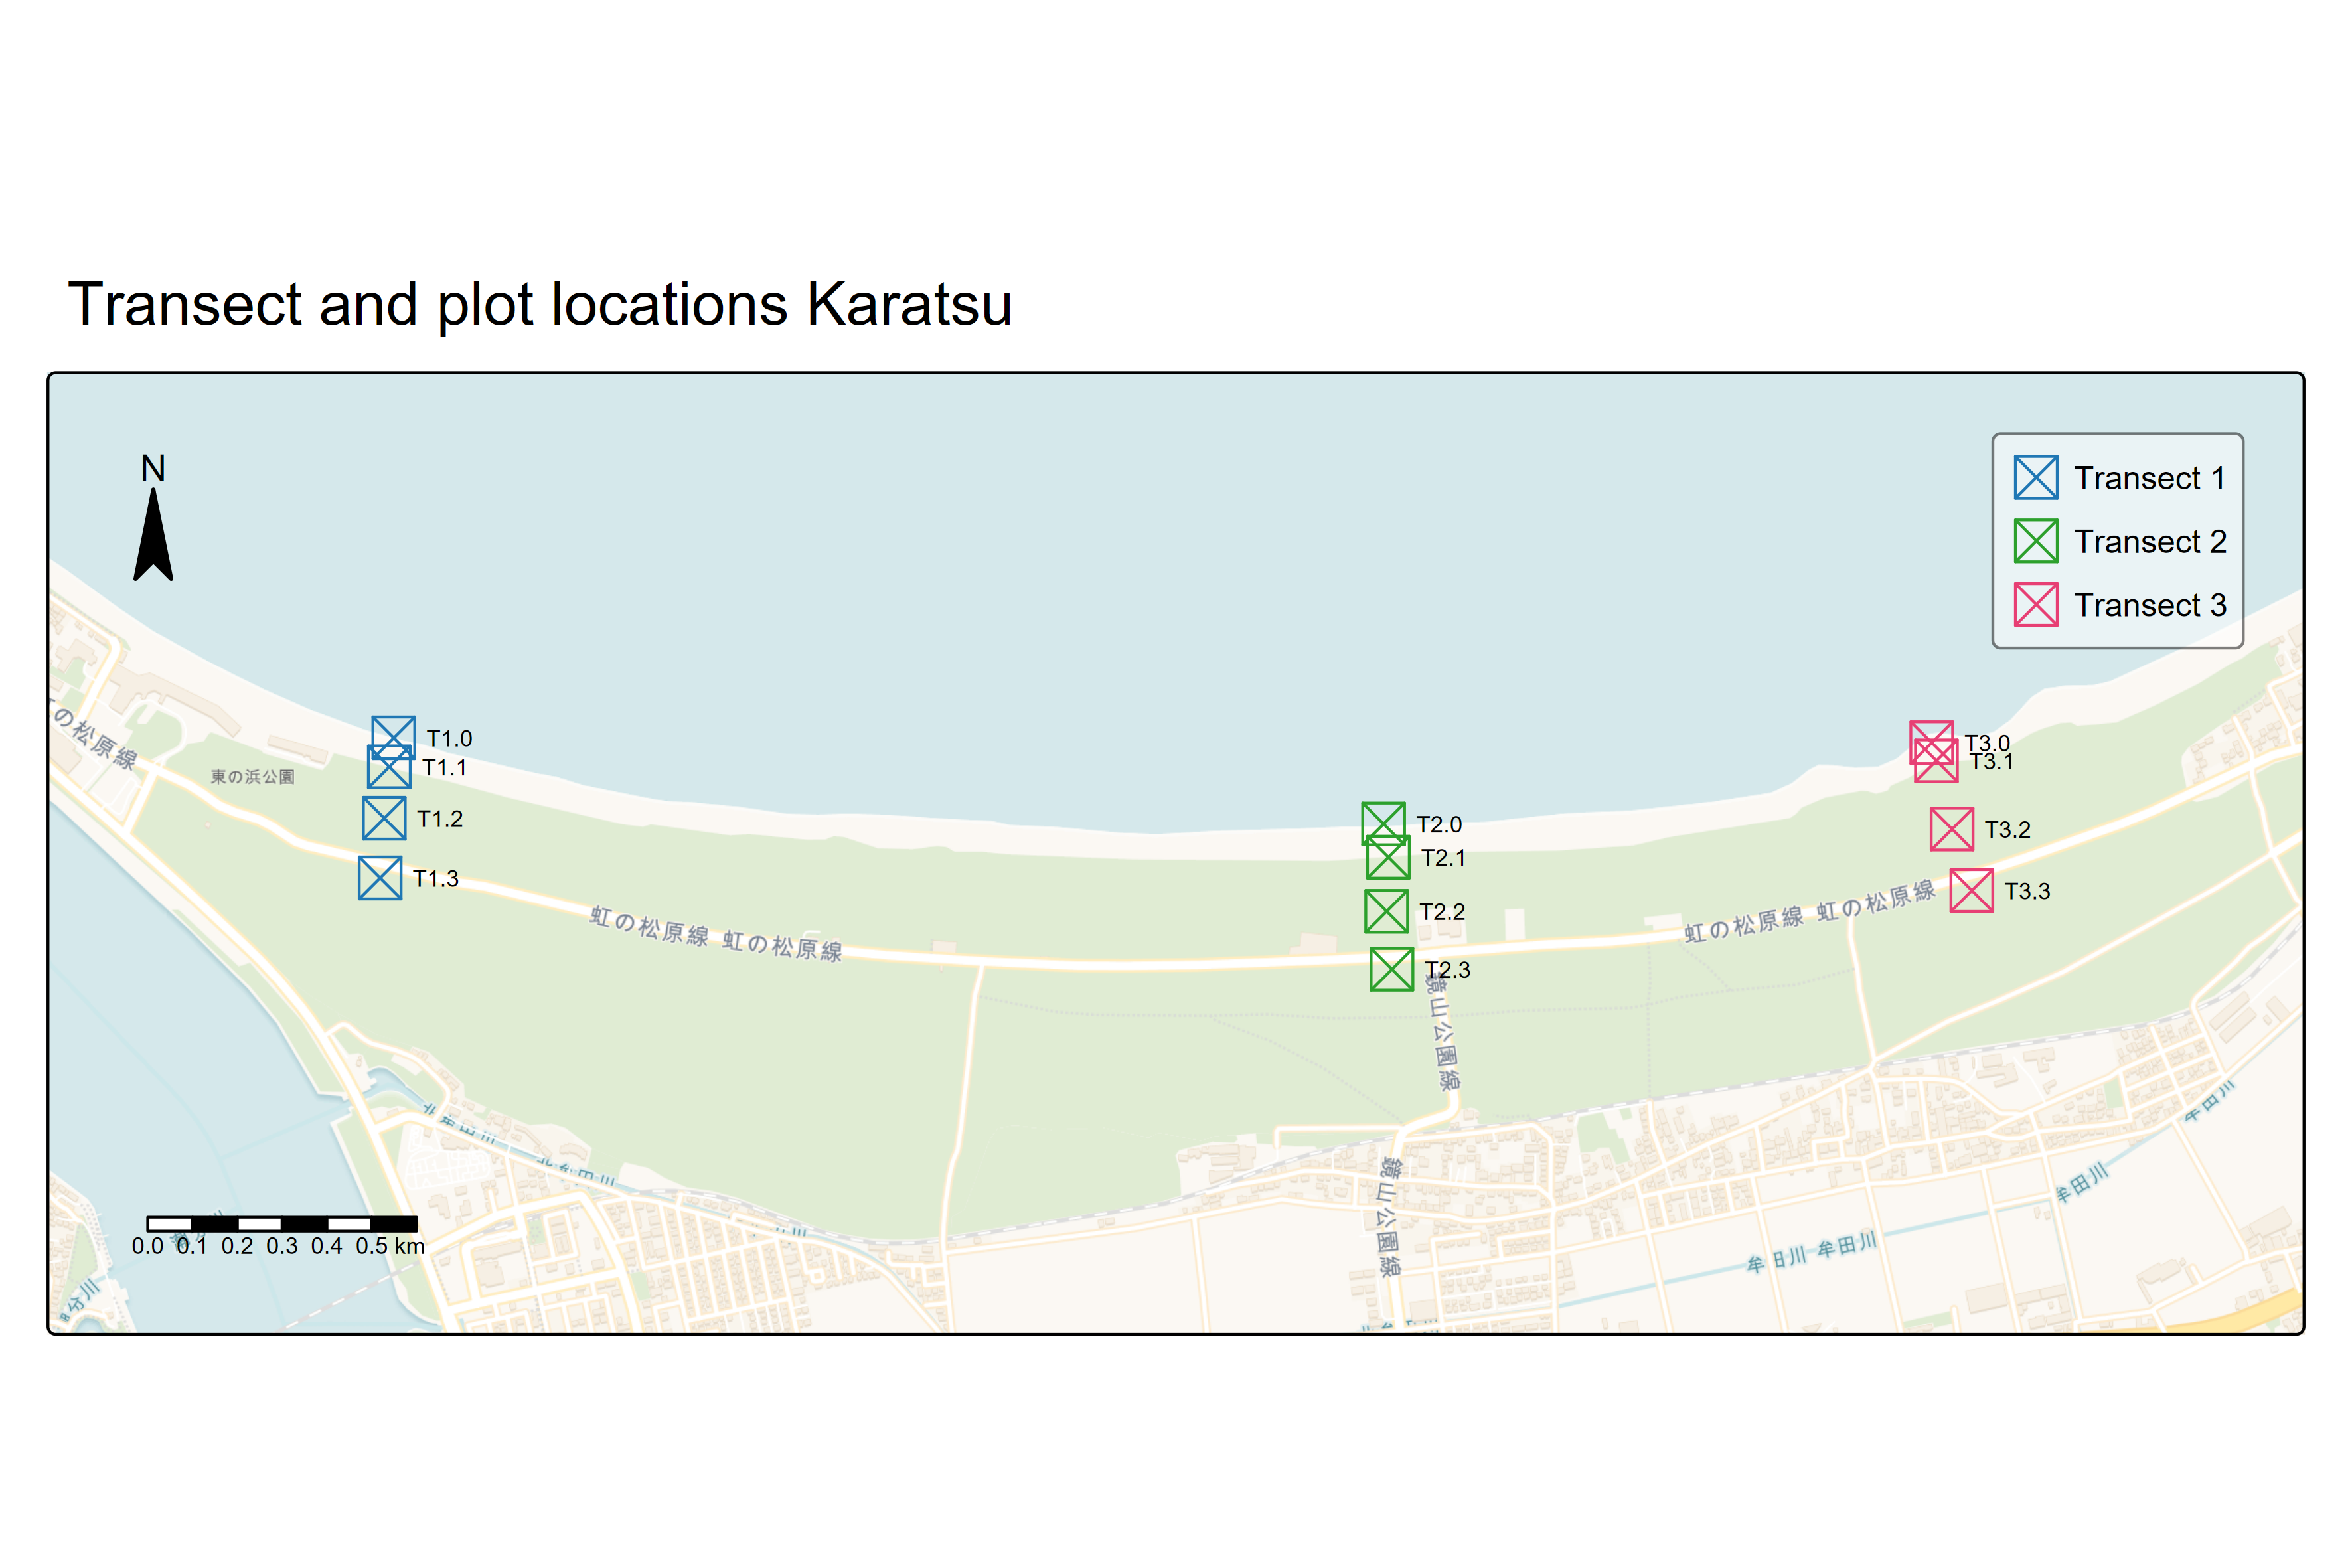 Transect and plot locations Karatsu
N
Transect 1
Transect 2
Transect 3
の松原線
東の浜公園
T1.0
T1.1
T1.2
T1.3
T2.0
T2.1
T2.2
T2.3
T3.0
T3.1
T3.2
T3.3
虹の松原線 虹の松原線
虹の松原線 虹の松原線
鏡山公園線
鏡山公園線
牟田川
牟田川
牟田川 牟田川
0.0 0.1 0.2 0.3 0.4 0.5 km